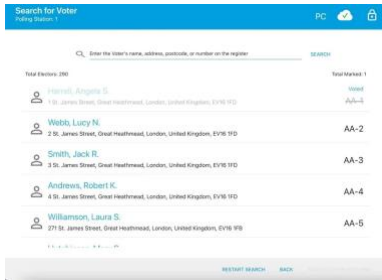 Search for Voter
Polling Station: 1
PC
Enter the Voter's name, address, postcode, or number on the register
SEARCH
Total Electors: 290
Total Marked: 1
Harrell, Angela S.
Voted
1 St. James Street, Great Heathmead, London, United Kingdom, EV16 1FD
AA-1
Webb, Lucy N.
2 St. James Street, Great Heathmead, London, United Kingdom, EV16 1FD
AA-2
Smith, Jack R.
3 St. James Street, Great Heathmead, London, United Kingdom, EV16 1FD
AA-3
Andrews, Robert K.
4 St. James Street, Great Heathmead, London, United Kingdom, EV16 1FD
AA-4
Williamson, Laura S.
271 St. James Street, Great Heathmead, London, United Kingdom, EV16 1FB
AA-5
RESTART SEARCH
BACK